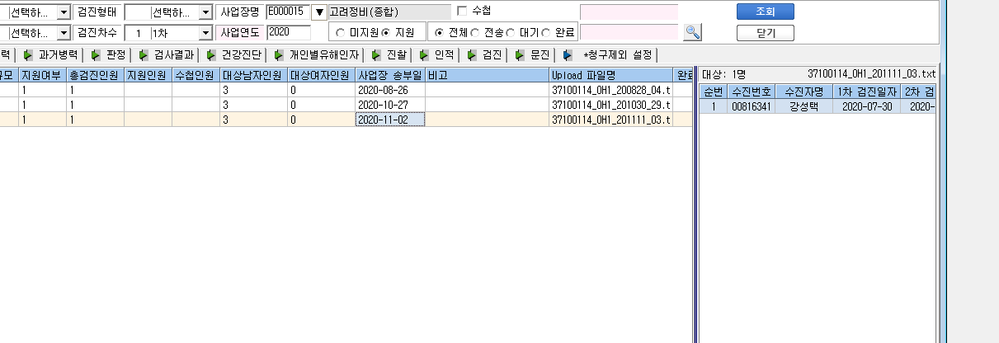 선택하... 검진형태 선택하... 사업장명 E000015 고려정비(종합) 수첩 조회
선택하... 검진차수 1 1차 사업연도 2020 미지원 지원 전체 전송 대기 완료 닫기
력 과거병력 판정 검사결과 건강진단 개인별유해인자 진찰 인적 검진 문진 *청구제외 설정
규모 지원여부 총검진인원 지원인원 수첩인원 대상남자인원 대상여자인원 사업장 송부일 비고 Upload 파일명 완료
1 1 3 0 2020-08-26 37100114_0H1_200828_04.t
1 1 3 0 2020-10-27 37100114_0H1_201030_29.t
1 1 3 0 2020-11-02 37100114_0H1_201111_03.t
대상: 1명 37100114_0H1_201111_03.txt
순번 수진번호 수진자명 1차 검진일자 2차 검
1 00816341 강성택 2020-07-30 2020-